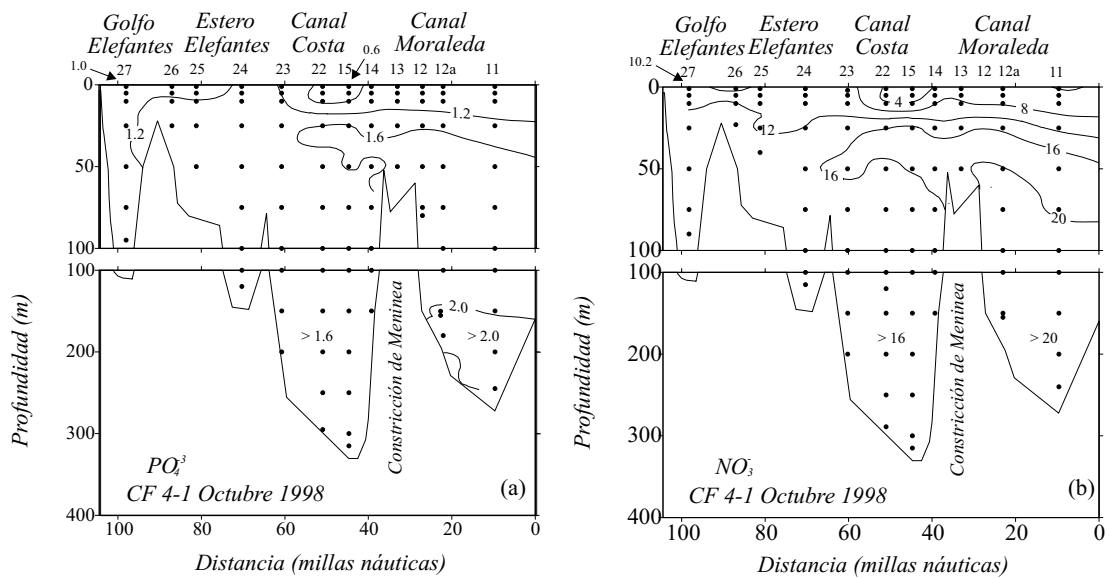 Golfo Elefantes
Estero Elefantes
Canal Costa
Canal Moraleda
1.0
0.6
27 26 25 24 23 22 15 14 13 12 12a 11
0
50
100
1.2
1.2
1.6
100
200
300
400
2.0
> 1.6
> 2.0
Constricción de Meninea
Profundidad (m)
PO₄⁻³
CF 4-1 Octubre 1998
(a)
100 80 60 40 20 0
Distancia (millas náuticas)
Golfo Elefantes
Estero Elefantes
Canal Costa
Canal Moraleda
10.2
27 26 25 24 23 21 15 14 13 12 12a 11
0
50
100
4
8
12
16
16
20
100
200
300
400
> 16
> 20
Constricción de Meninea
Profundidad (m)
NO₃⁻
CF 4-1 Octubre 1998
(b)
100 80 60 40 20 0
Distancia (millas náuticas)